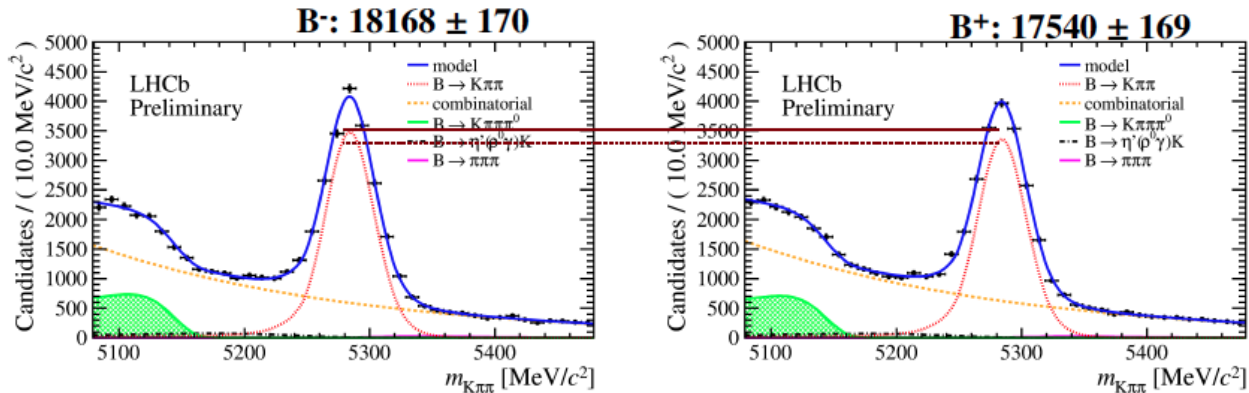 B⁻: 18168 ± 170
Candidates / ( 10.0 MeV/c² )
5000
4500
4000
3500
3000
2500
2000
1500
1000
500
0
LHCb
Preliminary
model
B → Kππ
combinatorial
B → Kπππ⁰
B → η'(ρ⁰γ)K
B → πππ
5100
5200
5300
5400
m_Kππ [MeV/c²]
B⁺: 17540 ± 169
Candidates / ( 10.0 MeV/c² )
5000
4500
4000
3500
3000
2500
2000
1500
1000
500
0
LHCb
Preliminary
model
B → Kππ
combinatorial
B → Kπππ⁰
B → η'(ρ⁰γ)K
B → πππ
5100
5200
5300
5400
m_Kππ [MeV/c²]